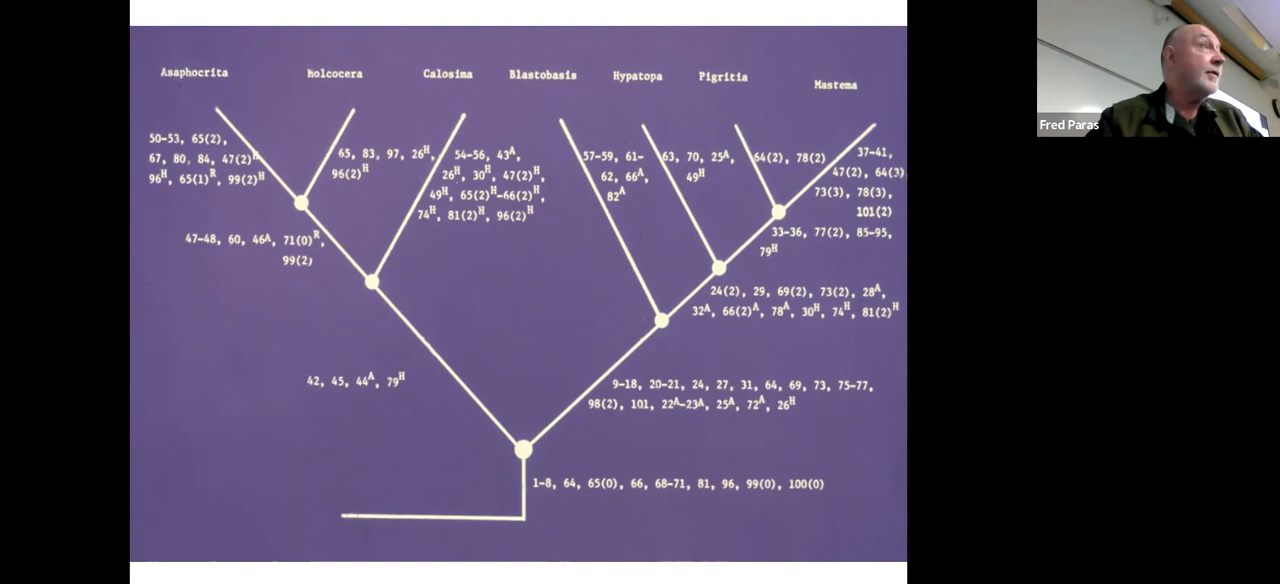 Asaphocrita
Holcocera
Calosima
Blastobasis
Hypatopa
Pigritia
Mastema
50-53, 65(2),
67, 80, 84, 47(2)H
96H, 65(1)R, 99(2)H
65, 83, 97, 26H,
96(2)H
54-56, 43A,
26H, 30H, 47(2)H,
49H, 65(2)H-66(2)H,
74H, 81(2)H, 96(2)H
57-59, 61-
62, 66A,
82A
63, 70, 25A,
49H
64(2), 78(2)
37-41,
47(2), 64(3)
73(3), 78(3),
101(2)
47-48, 60, 46A, 71(0)R,
99(2)
33-36, 77(2), 85-95,
79H
24(2), 29, 69(2), 73(2), 28A,
32A, 66(2)A, 78A, 30H, 74H, 81(2)H
42, 45, 44A, 79H
9-18, 20-21, 24, 27, 31, 64, 69, 73, 75-77,
98(2), 101, 22A-23A, 25A, 72A, 26H
1-8, 64, 65(0), 66, 68-71, 81, 96, 99(0), 100(0)
Fred Paras